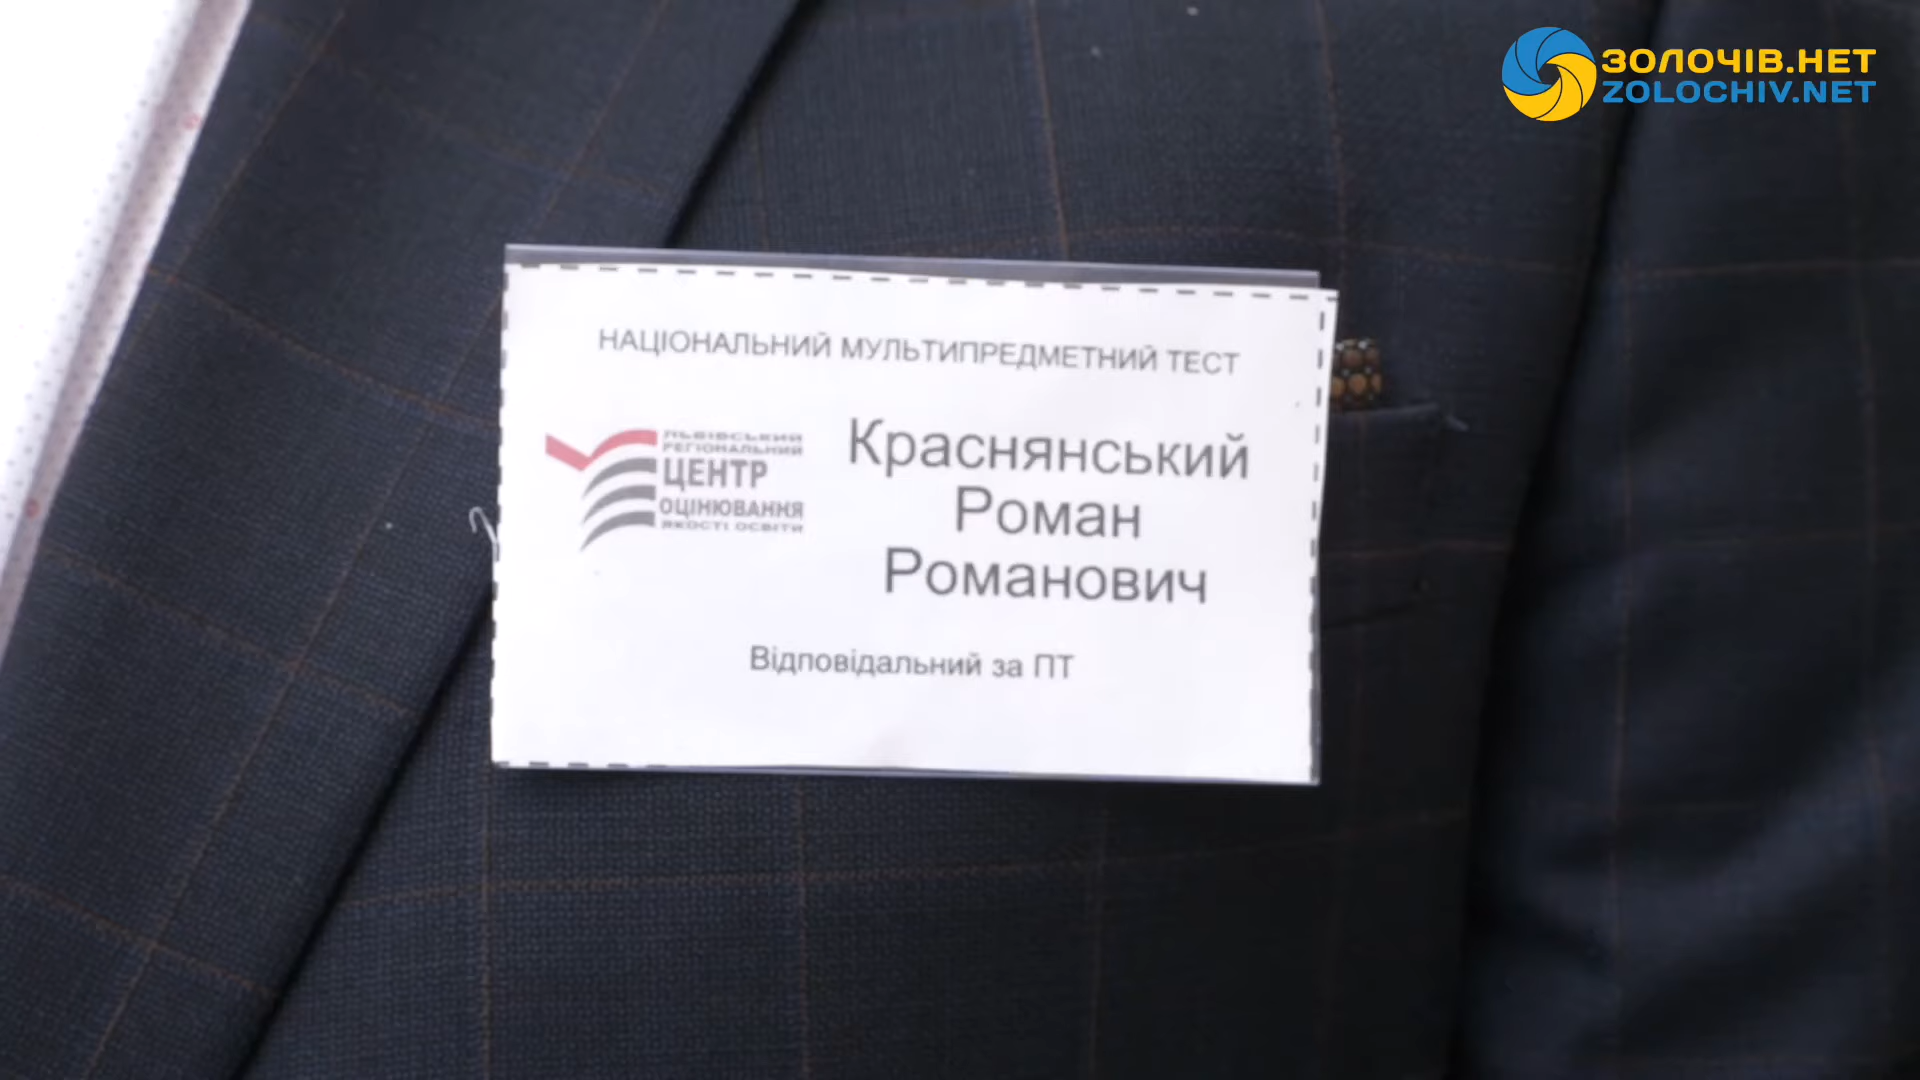 ЗОЛОЧІВ.НЕТ
ZOLOCHIV.NET
НАЦІОНАЛЬНИЙ МУЛЬТИПРЕДМЕТНИЙ ТЕСТ
ЛЬВІВСЬКИЙ
РЕГІОНАЛЬНИЙ
ЦЕНТР
ОЦІНЮВАННЯ
ЯКОСТІ ОСВІТИ
Краснянський
Роман
Романович
Відповідальний за ПТ